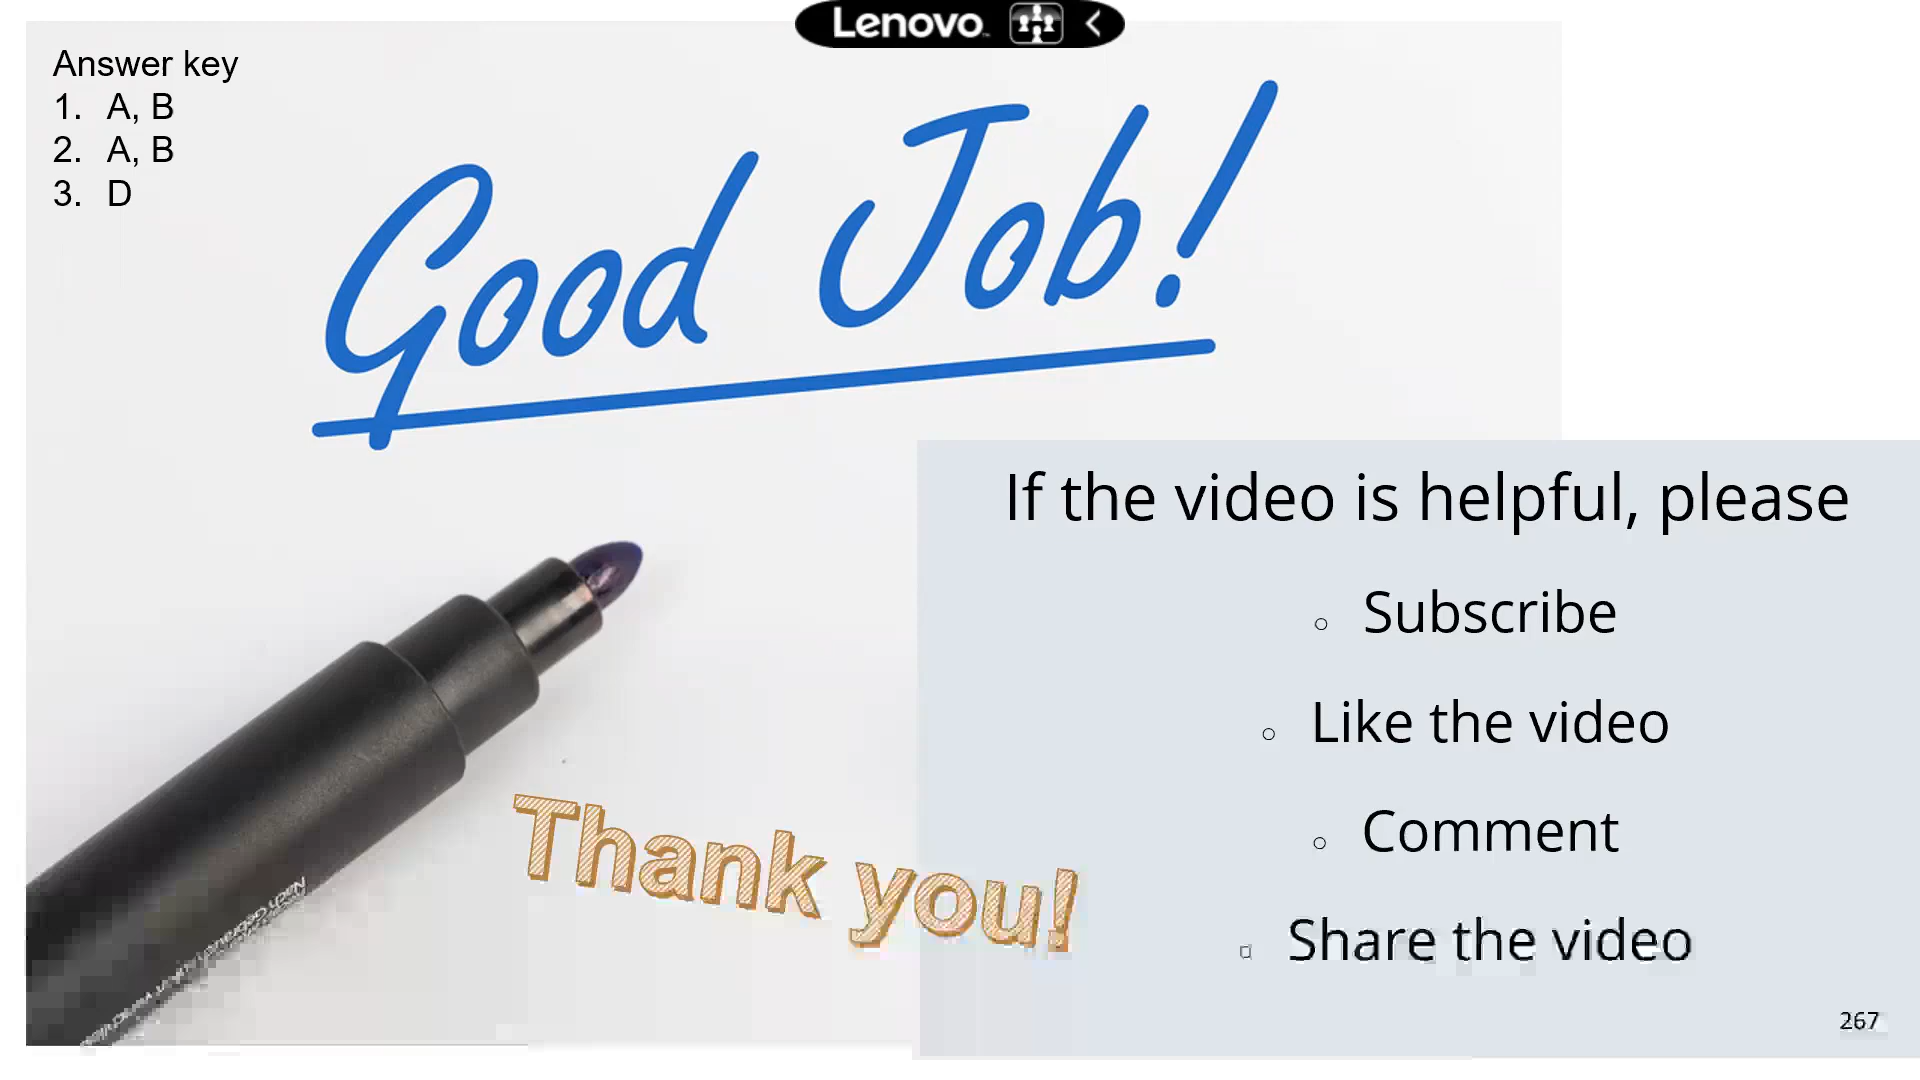 Lenovo
Answer key
1. A, B
2. A, B
3. D
Good Job!
If the video is helpful, please
○ Subscribe
○ Like the video
○ Comment
▫ Share the video
Thank you!
267